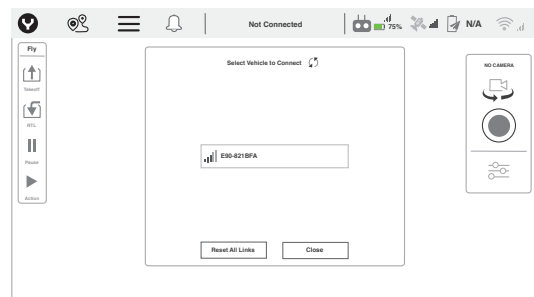 Not Connected
75%
N/A
Fly
Takeoff
RTL
Pause
Action
Select Vehicle to Connect
E90-821BFA
Reset All Links
Close
NO CAMERA